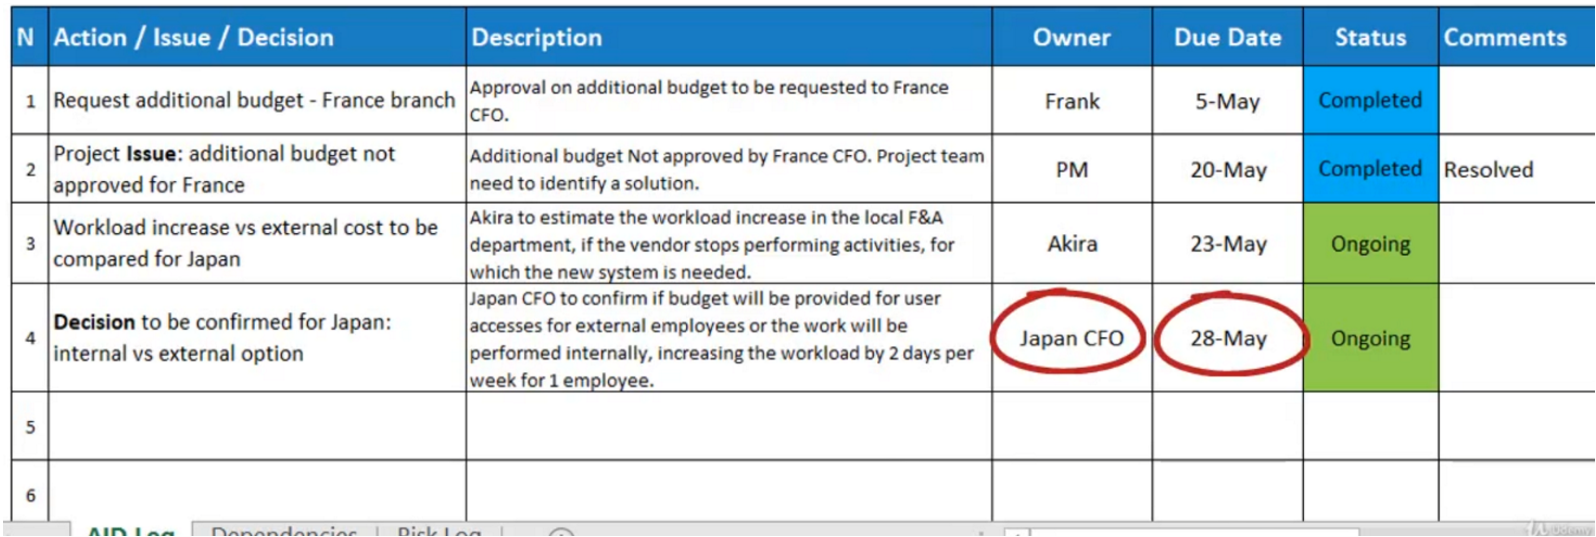 N Action / Issue / Decision Description Owner Due Date Status Comments
1 Request additional budget - France branch Approval on additional budget to be requested to France CFO. Frank 5-May Completed
2 Project Issue: additional budget not approved for France Additional budget Not approved by France CFO. Project team need to identify a solution. PM 20-May Completed Resolved
3 Workload increase vs external cost to be compared for Japan Akira to estimate the workload increase in the local F&A department, if the vendor stops performing activities, for which the new system is needed. Akira 23-May Ongoing
4 Decision to be confirmed for Japan: internal vs external option Japan CFO to confirm if budget will be provided for user accesses for external employees or the work will be performed internally, increasing the workload by 2 days per week for 1 employee. Japan CFO 28-May Ongoing
5
6
AID Log Dependencies Risk Log
Udemy